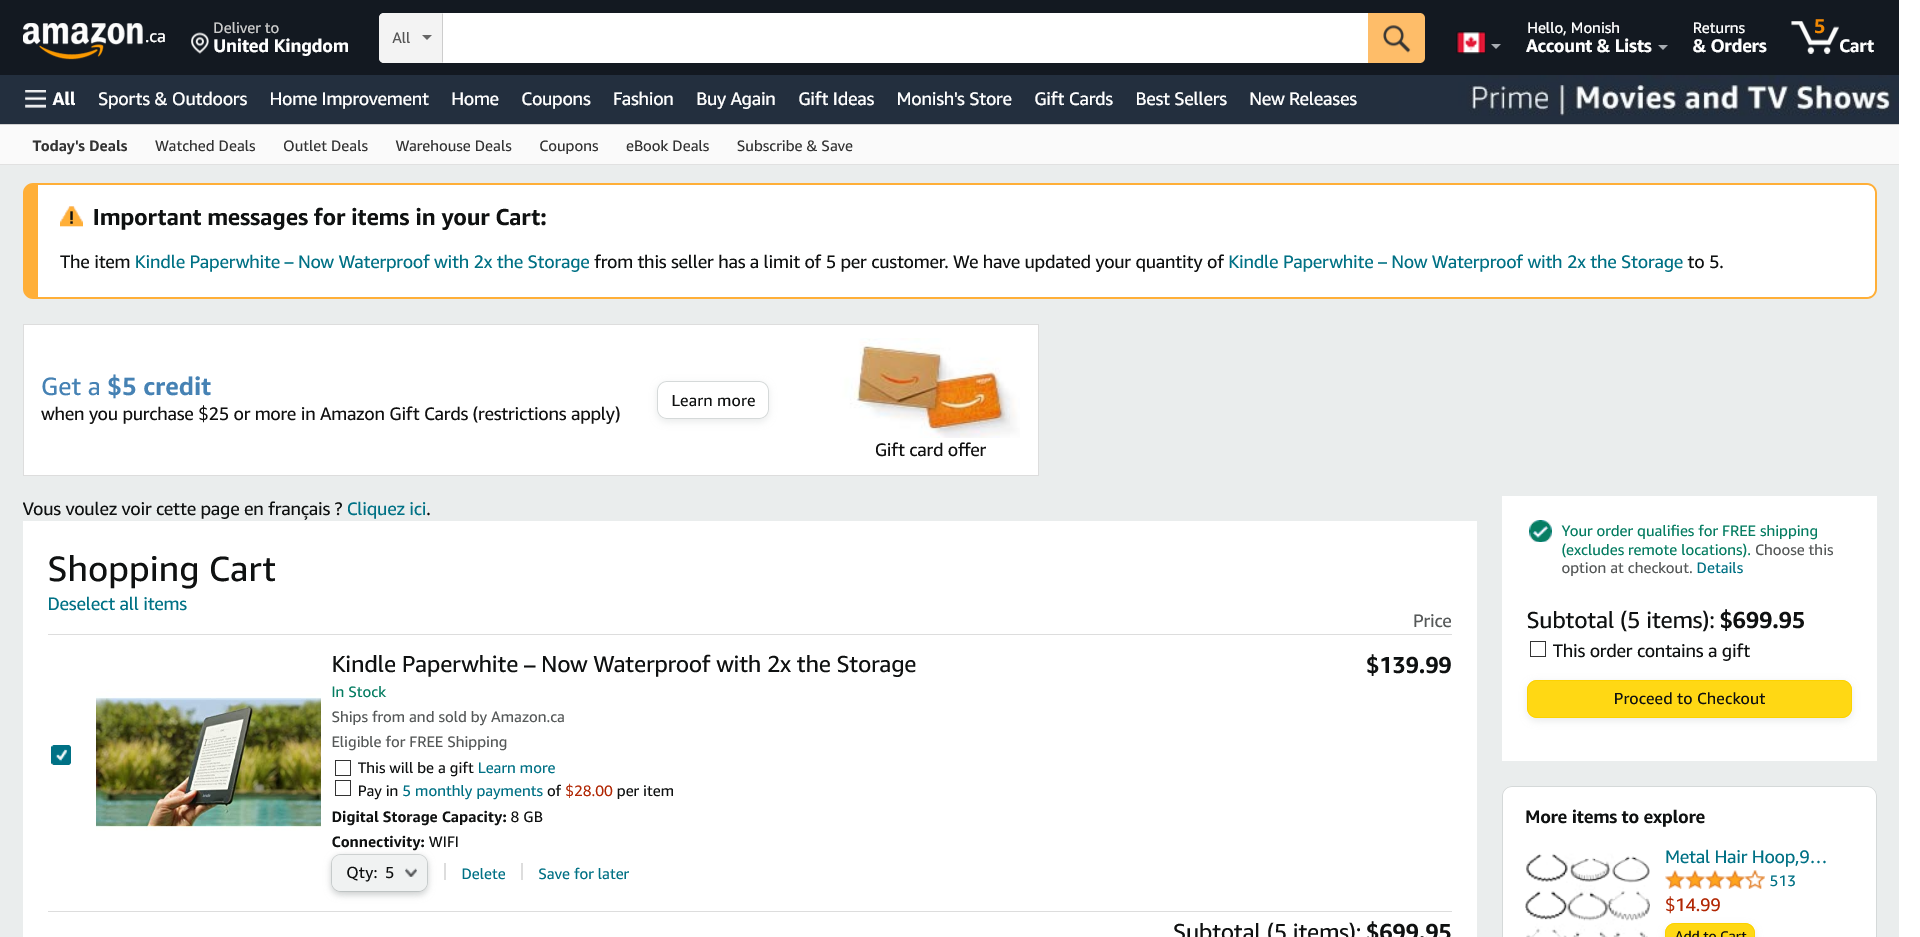 amazon.ca
Deliver to
United Kingdom
All
Hello, Monish
Account & Lists
Returns
& Orders
5
Cart
All
Sports & Outdoors
Home Improvement
Home
Coupons
Fashion
Buy Again
Gift Ideas
Monish's Store
Gift Cards
Best Sellers
New Releases
Prime | Movies and TV Shows
Today's Deals
Watched Deals
Outlet Deals
Warehouse Deals
Coupons
eBook Deals
Subscribe & Save
Important messages for items in your Cart:
The item Kindle Paperwhite – Now Waterproof with 2x the Storage from this seller has a limit of 5 per customer. We have updated your quantity of Kindle Paperwhite – Now Waterproof with 2x the Storage to 5.
Get a $5 credit
when you purchase $25 or more in Amazon Gift Cards (restrictions apply)
Learn more
Gift card offer
Vous voulez voir cette page en français ? Cliquez ici.
Shopping Cart
Deselect all items
Price
Kindle Paperwhite – Now Waterproof with 2x the Storage
$139.99
In Stock
Ships from and sold by Amazon.ca
Eligible for FREE Shipping
This will be a gift Learn more
Pay in 5 monthly payments of $28.00 per item
Digital Storage Capacity: 8 GB
Connectivity: WIFI
Qty: 5
Delete
Save for later
Subtotal (5 items): $699.95
Your order qualifies for FREE shipping
(excludes remote locations). Choose this
option at checkout. Details
Subtotal (5 items): $699.95
This order contains a gift
Proceed to Checkout
More items to explore
Metal Hair Hoop,9…
513
$14.99
Add to Cart